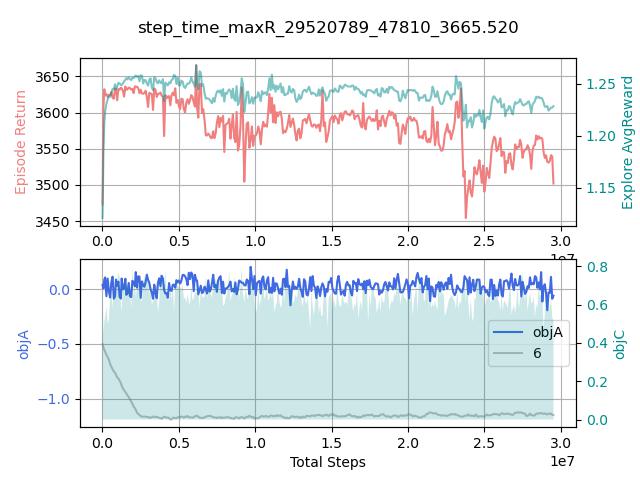 step_time_maxR_29520789_47810_3665.520
3650
3600
3550
3500
3450
Episode Return
1.25
1.20
1.15
Explore AvgReward
0.0 0.5 1.0 1.5 2.0 2.5 3.0
1e7
0.0
−0.5
−1.0
objA
0.8
0.6
0.4
0.2
0.0
objC
objA
6
0.0 0.5 1.0 1.5 2.0 2.5 3.0
Total Steps
1e7